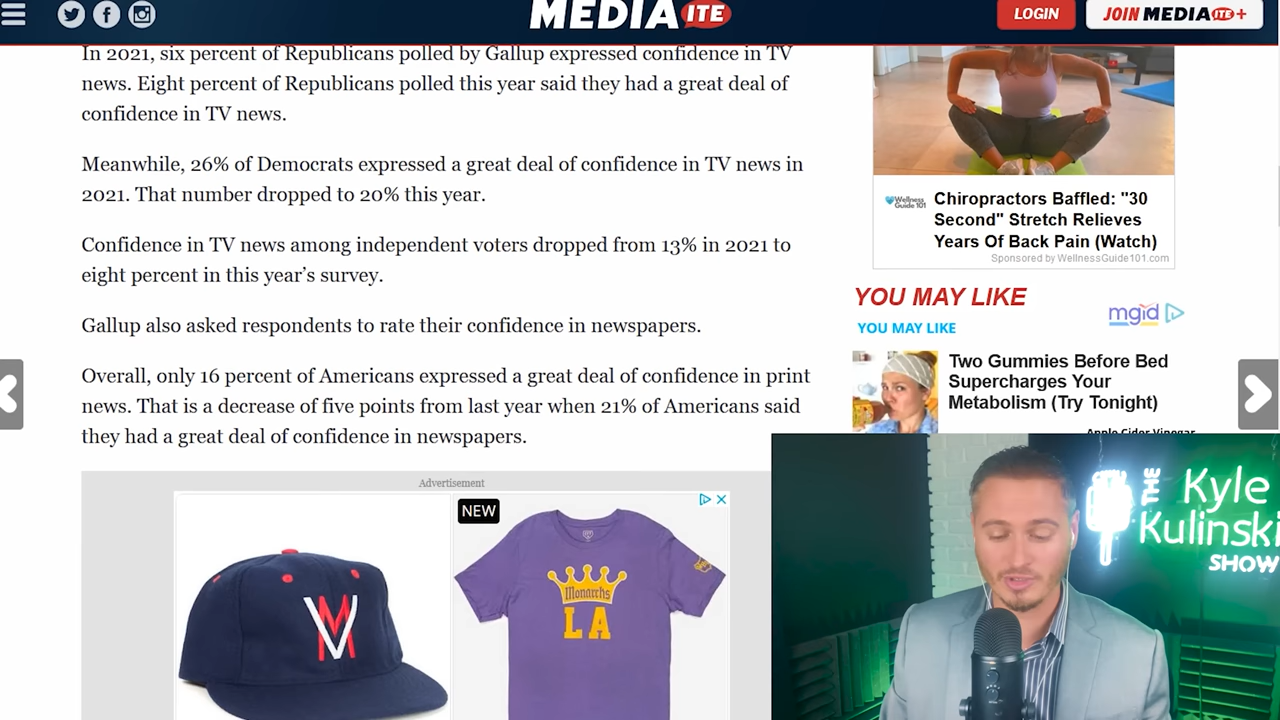 MEDIAITE
LOGIN
JOIN MEDIAITE+
In 2021, six percent of Republicans polled by Gallup expressed confidence in TV
news. Eight percent of Republicans polled this year said they had a great deal of
confidence in TV news.
Meanwhile, 26% of Democrats expressed a great deal of confidence in TV news in
2021. That number dropped to 20% this year.
Confidence in TV news among independent voters dropped from 13% in 2021 to
eight percent in this year’s survey.
Gallup also asked respondents to rate their confidence in newspapers.
Overall, only 16 percent of Americans expressed a great deal of confidence in print
news. That is a decrease of five points from last year when 21% of Americans said
they had a great deal of confidence in newspapers.
Advertisement
NEW
VM
Monarchs
LA
Wellness
Guide 101
Chiropractors Baffled: "30
Second" Stretch Relieves
Years Of Back Pain (Watch)
Sponsored by WellnessGuide101.com
YOU MAY LIKE
mgid
YOU MAY LIKE
Two Gummies Before Bed
Supercharges Your
Metabolism (Try Tonight)
Apple Cider Vinegar
THE
Kyle
Kulinski
SHOW